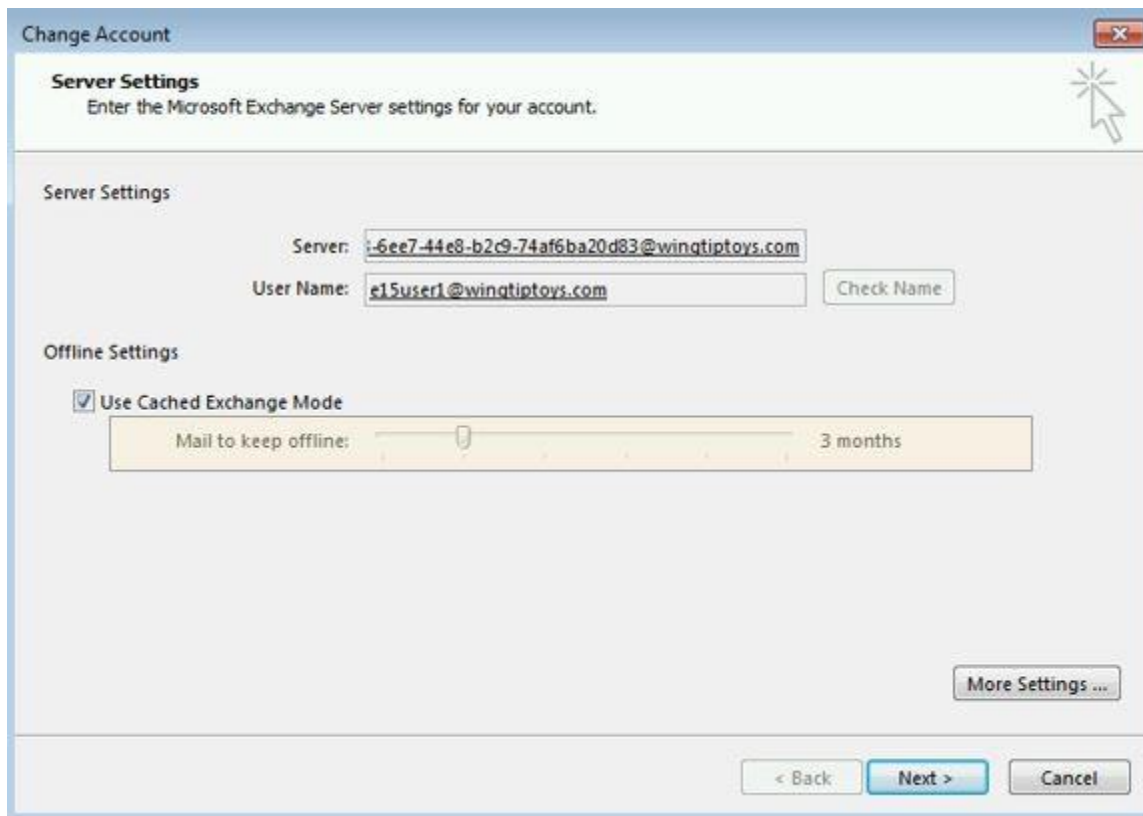 Change Account
Server Settings
Enter the Microsoft Exchange Server settings for your account.
Server Settings
Server: -6ee7-44e8-b2c9-74af6ba20d83@wingtiptoys.com
User Name: e15user1@wingtiptoys.com Check Name
Offline Settings
Use Cached Exchange Mode
Mail to keep offline: 3 months
More Settings ...
< Back Next > Cancel